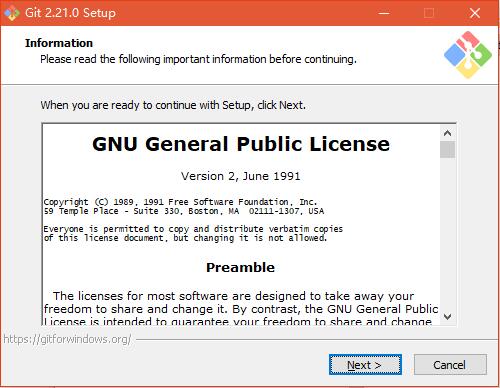 Git 2.21.0 Setup
Information
Please read the following important information before continuing.
When you are ready to continue with Setup, click Next.
GNU General Public License
Version 2, June 1991
Copyright (C) 1989, 1991 Free Software Foundation, Inc.
59 Temple Place - Suite 330, Boston, MA  02111-1307, USA
Everyone is permitted to copy and distribute verbatim copies
of this license document, but changing it is not allowed.
Preamble
The licenses for most software are designed to take away your
freedom to share and change it. By contrast, the GNU General Public
License is intended to guarantee your freedom to share and change
https://gitforwindows.org/
Next >
Cancel